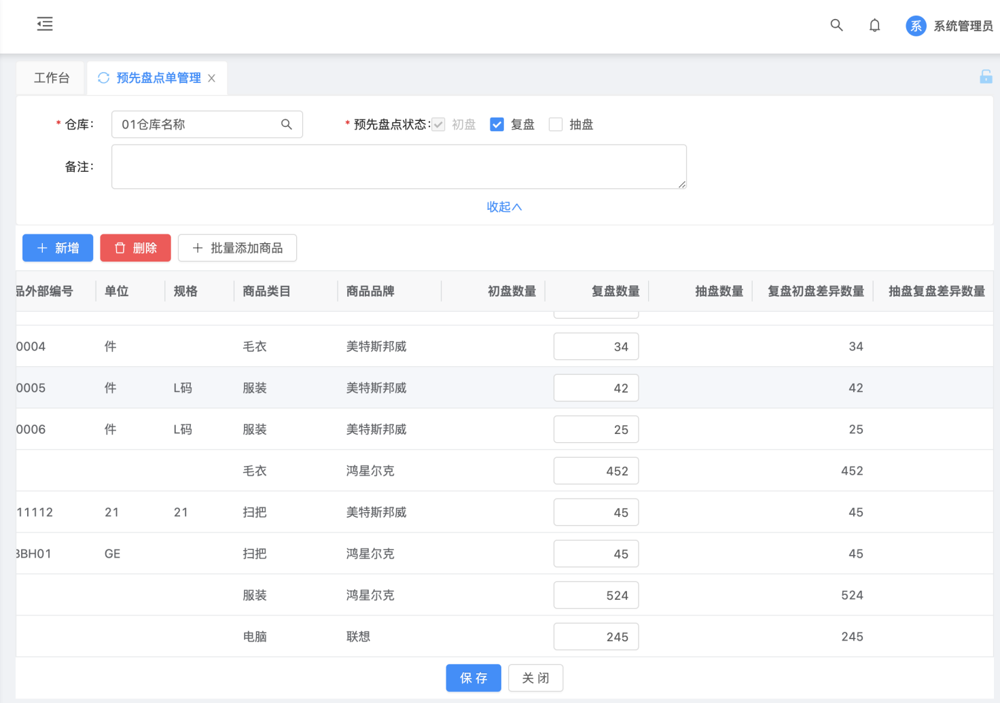 系 系统管理员
工作台 预先盘点单管理
* 仓库: 01仓库名称 * 预先盘点状态: 初盘 复盘 抽盘
备注:
收起
新增 删除 批量添加商品
品外部编号 单位 规格 商品类目 商品品牌 初盘数量 复盘数量 抽盘数量 复盘初盘差异数量 抽盘复盘差异数量
0004 件 毛衣 美特斯邦威 34 34
0005 件 L码 服装 美特斯邦威 42 42
0006 件 L码 服装 美特斯邦威 25 25
毛衣 鸿星尔克 452 452
11112 21 21 扫把 美特斯邦威 45 45
BH01 GE 扫把 鸿星尔克 45 45
服装 鸿星尔克 524 524
电脑 联想 245 245
保 存 关 闭